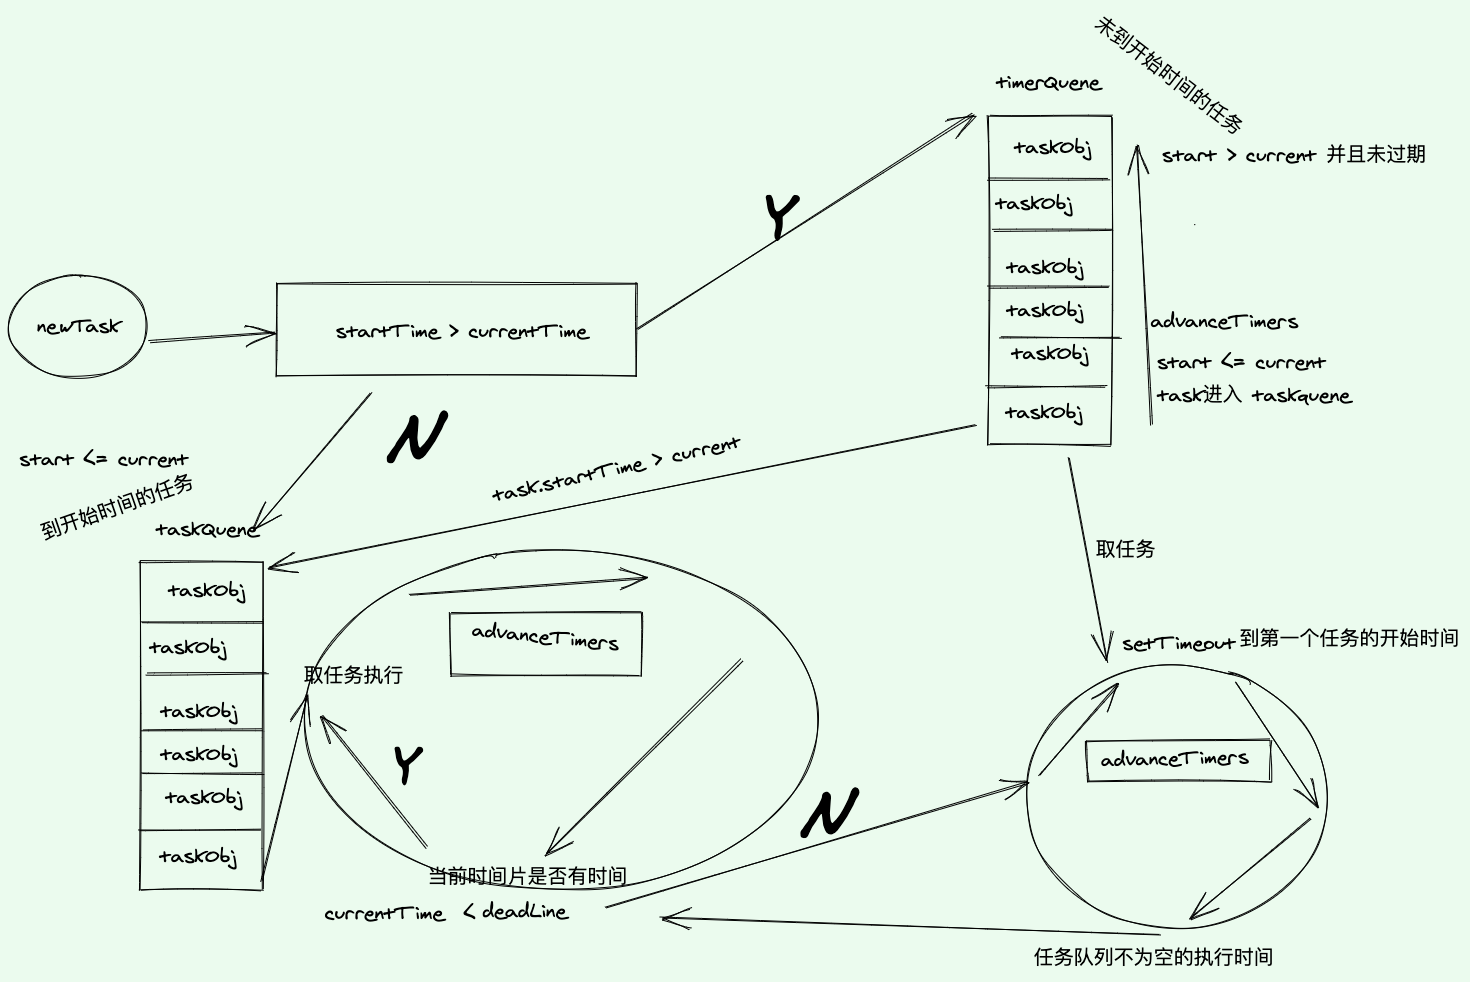 未到开始时间的任务
timerQuene
taskObj
start > current 并且未过期
taskObj
Y
taskObj
taskObj
advanceTimers
newTask
startTime > currentTime
taskObj
start <= current
task进入 taskquene
taskObj
N
task.startTime > current
start <= current
到开始时间的任务
taskQuene
取任务
taskObj
advanceTimers
setTimeout 到第一个任务的开始时间
taskObj
取任务执行
taskObj
taskObj
Y
advanceTimers
taskObj
N
taskObj
当前时间片是否有时间
currentTime < deadLine
任务队列不为空的执行时间